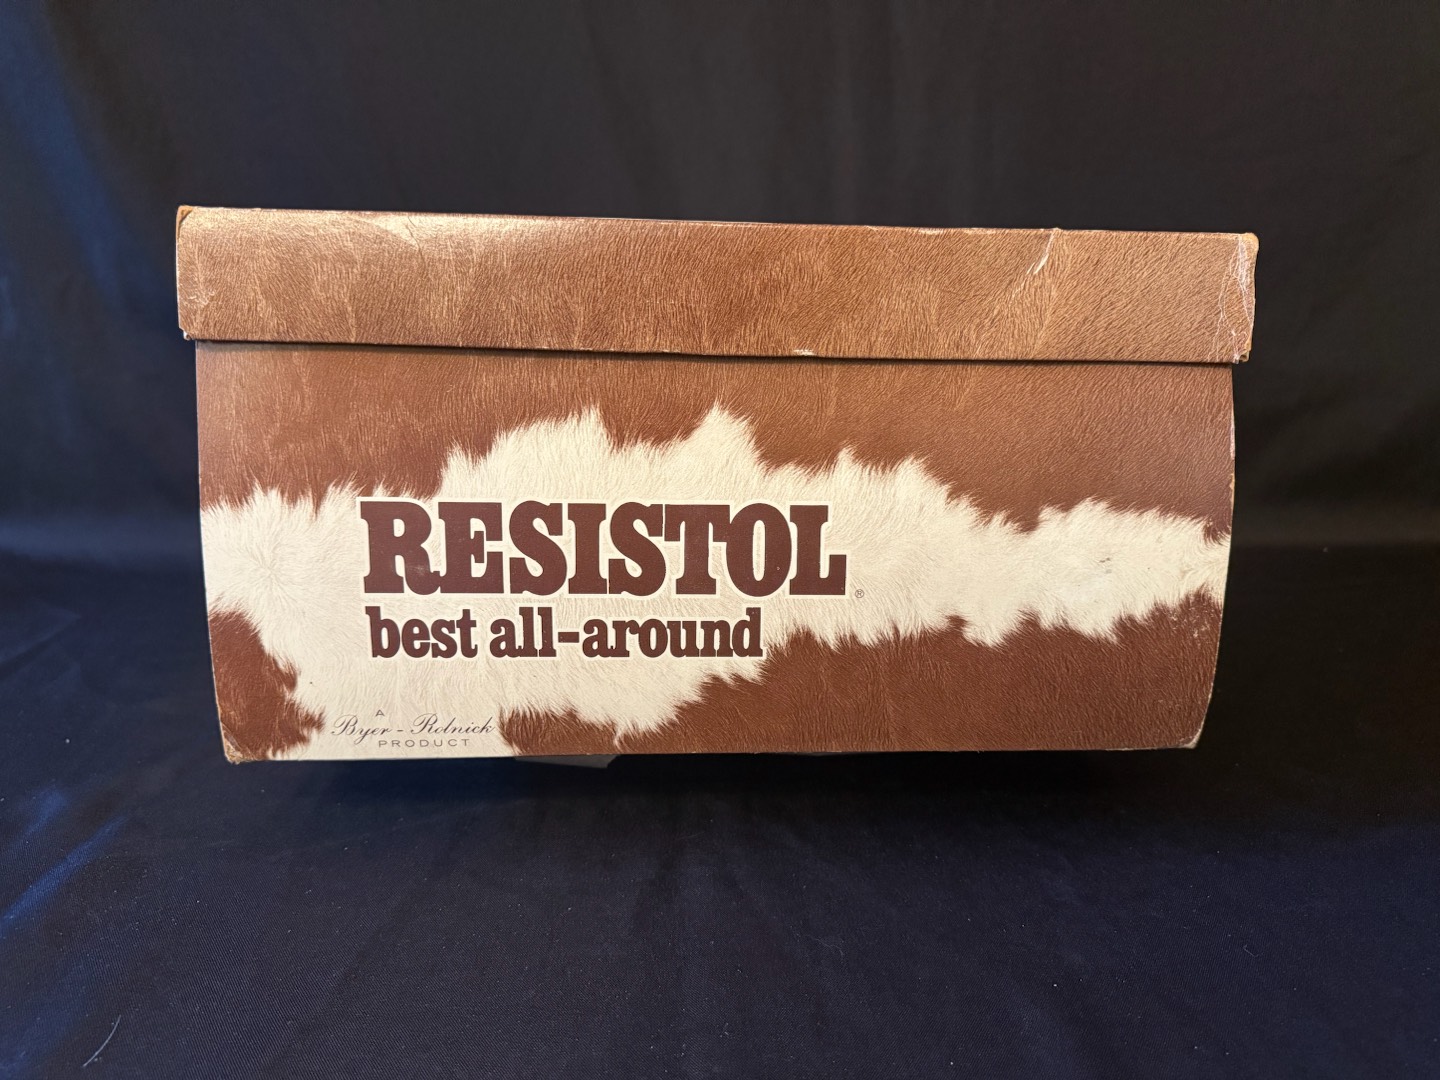 RESISTOL®
best all-around
A
Byer-Rolnick
PRODUCT